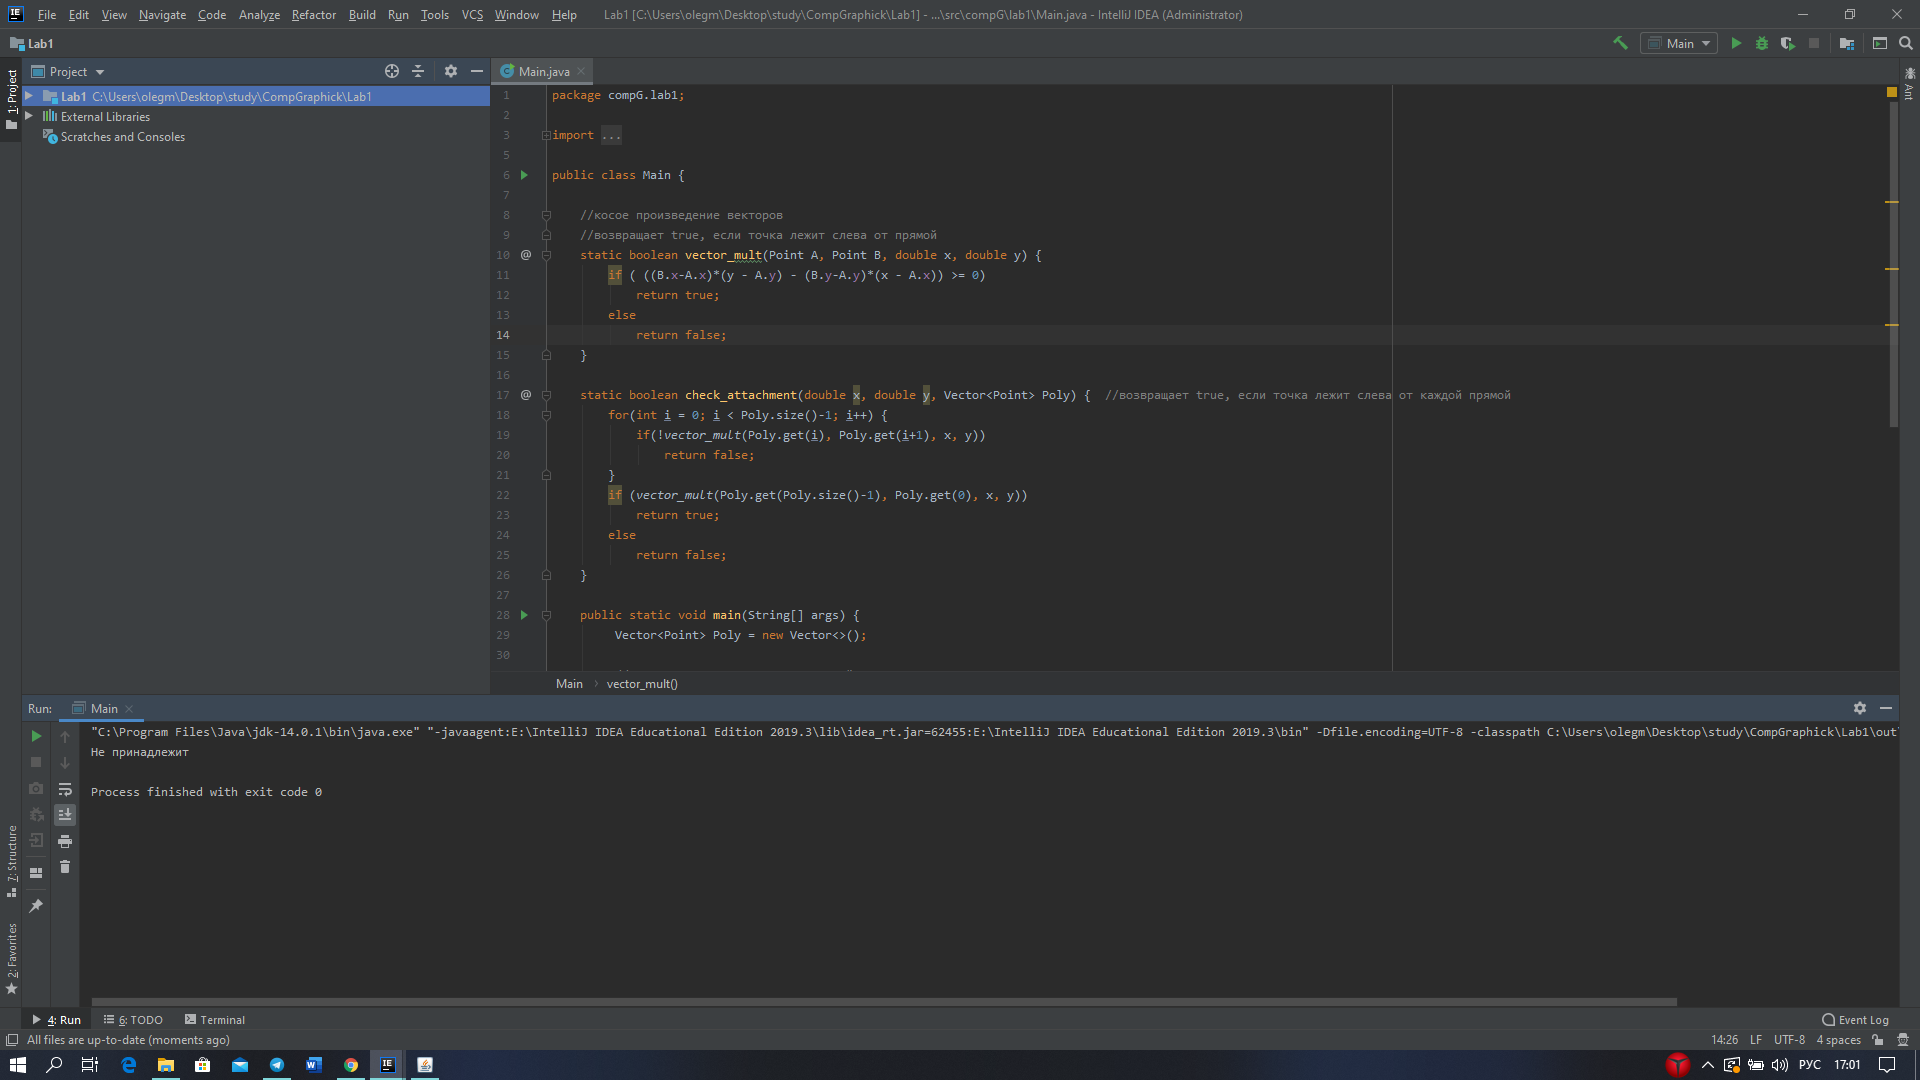 File Edit View Navigate Code Analyze Refactor Build Run Tools VCS Window Help Lab1 [C:\Users\olegm\Desktop\study\CompGraphick\Lab1] - ...\src\compG\lab1\Main.java - IntelliJ IDEA (Administrator)
Lab1
Main
Project
Main.java
1: Project
Lab1 C:\Users\olegm\Desktop\study\CompGraphick\Lab1
External Libraries
Scratches and Consoles
Ant
1 package compG.lab1;
2
3 import ...
5
6 public class Main {
7
8 //косое произведение векторов
9 //возвращает true, если точка лежит слева от прямой
10 @ static boolean vector_mult(Point A, Point B, double x, double y) {
11 if ( ((B.x-A.x)*(y - A.y) - (B.y-A.y)*(x - A.x)) >= 0)
12 return true;
13 else
14 return false;
15 }
16
17 @ static boolean check_attachment(double x, double y, Vector<Point> Poly) { //возвращает true, если точка лежит слева от каждой прямой
18 for(int i = 0; i < Poly.size()-1; i++) {
19 if(!vector_mult(Poly.get(i), Poly.get(i+1), x, y))
20 return false;
21 }
22 if (vector_mult(Poly.get(Poly.size()-1), Poly.get(0), x, y))
23 return true;
24 else
25 return false;
26 }
27
28 public static void main(String[] args) {
29 Vector<Point> Poly = new Vector<>();
30
Main › vector_mult()
Run: Main
"C:\Program Files\Java\jdk-14.0.1\bin\java.exe" "-javaagent:E:\IntelliJ IDEA Educational Edition 2019.3\lib\idea_rt.jar=62455:E:\IntelliJ IDEA Educational Edition 2019.3\bin" -Dfile.encoding=UTF-8 -classpath C:\Users\olegm\Desktop\study\CompGraphick\Lab1\out
Не принадлежит
Process finished with exit code 0
7: Structure
2: Favorites
4: Run 6: TODO Terminal Event Log
All files are up-to-date (moments ago) 14:26 LF UTF-8 4 spaces
РУС 17:01